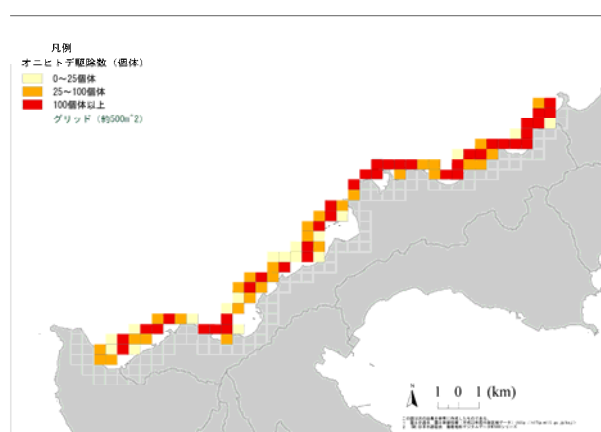 凡例
オニヒトデ駆除数（個体）
0～25個体
25～100個体
100個体以上
グリッド（約500m^2）
1 0 1 (km)